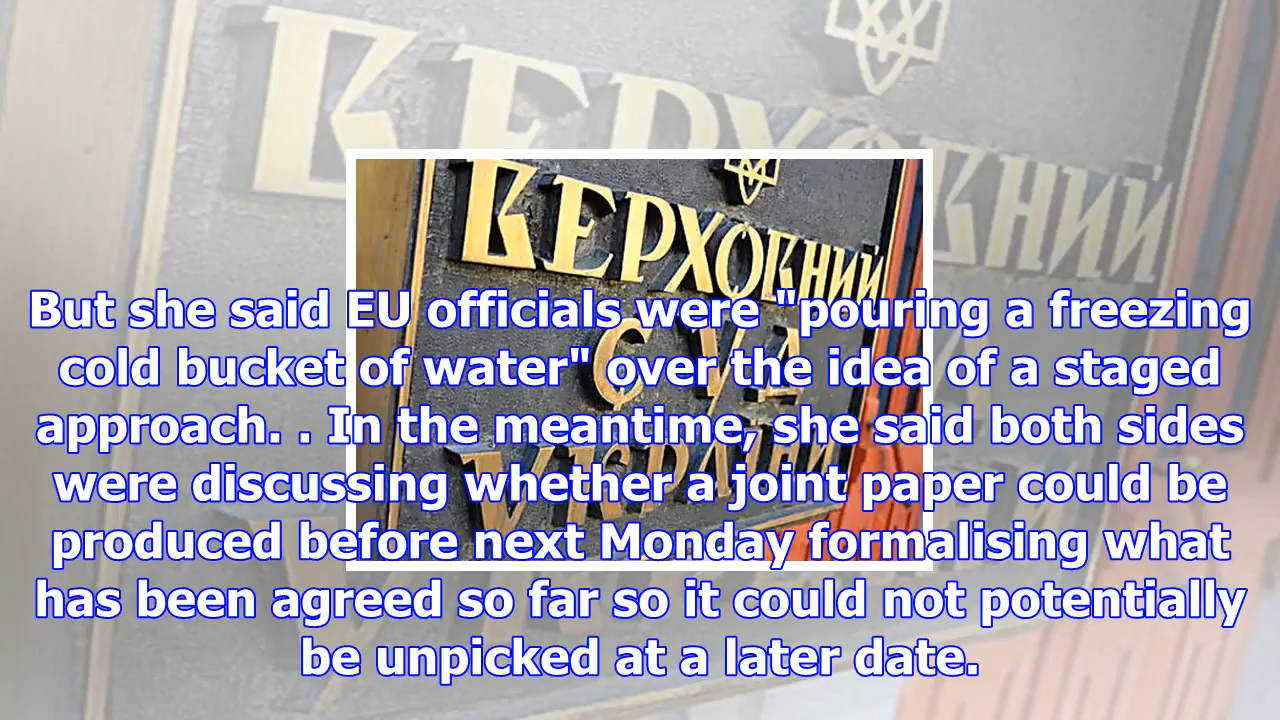 ВЕРХОВНИЙ
СУД
УКРАЇНИ
But she said EU officials were "pouring a freezing
cold bucket of water" over the idea of a staged
approach. . In the meantime, she said both sides
were discussing whether a joint paper could be
produced before next Monday formalising what
has been agreed so far so it could not potentially
be unpicked at a later date.